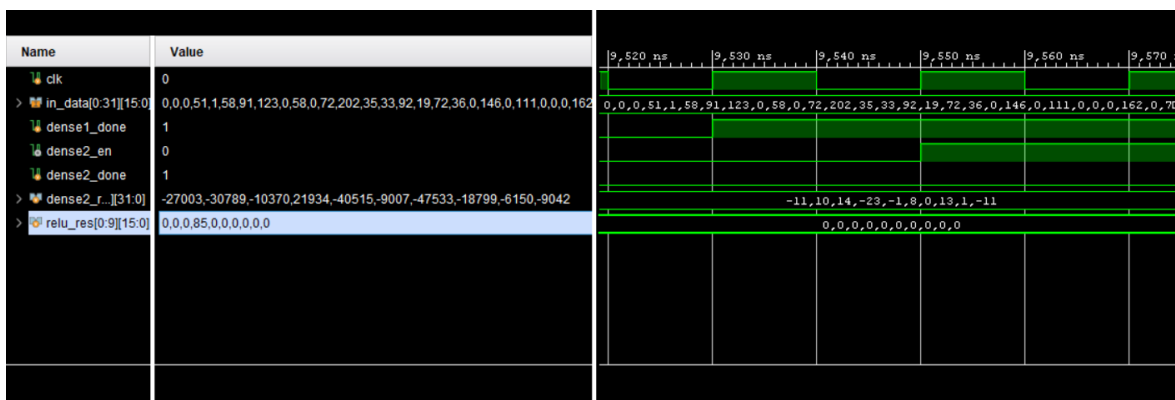 Name Value
9,520 ns 9,530 ns 9,540 ns 9,550 ns 9,560 ns 9,570
clk 0
in_data[0:31][15:0] 0,0,0,51,1,58,91,123,0,58,0,72,202,35,33,92,19,72,36,0,146,0,111,0,0,0,162 0,0,0,51,1,58,91,123,0,58,0,72,202,35,33,92,19,72,36,0,146,0,111,0,0,0,162,0,70
dense1_done 1
dense2_en 0
dense2_done 1
dense2_r...][31:0] -27003,-30789,-10370,21934,-40515,-9007,-47533,-18799,-6150,-9042 -11,10,14,-23,-1,8,0,13,1,-11
relu_res[0:9][15:0] 0,0,0,85,0,0,0,0,0,0 0,0,0,0,0,0,0,0,0,0